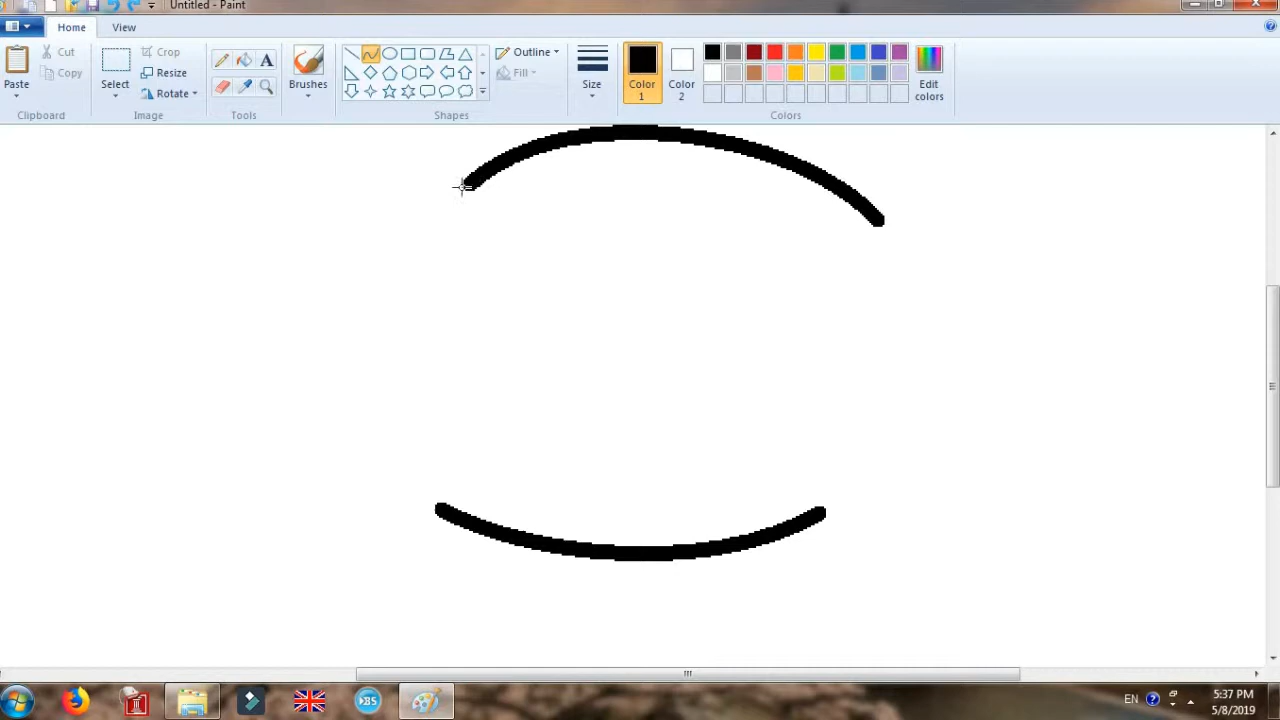 Untitled - Paint
Home View
Paste
Cut
Copy
Clipboard
Select
Crop
Resize
Rotate
Image
A
Tools
Brushes
Outline
Fill
Shapes
Size
Color 1
Color 2
Edit colors
Colors
BS
EN
5:37 PM
5/8/2019